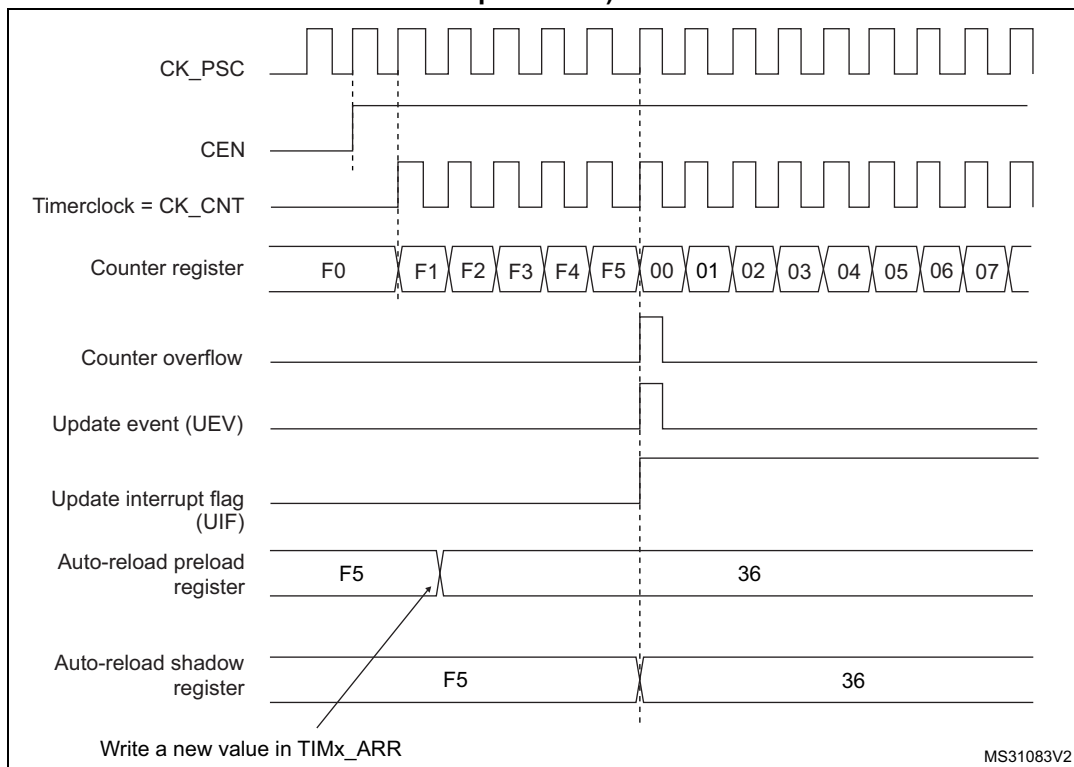 CK_PSC
CEN
Timerclock = CK_CNT
Counter register F0 F1 F2 F3 F4 F5 00 01 02 03 04 05 06 07
Counter overflow
Update event (UEV)
Update interrupt flag
(UIF)
Auto-reload preload
register
F5 36
Auto-reload shadow
register
F5 36
Write a new value in TIMx_ARR
MS31083V2